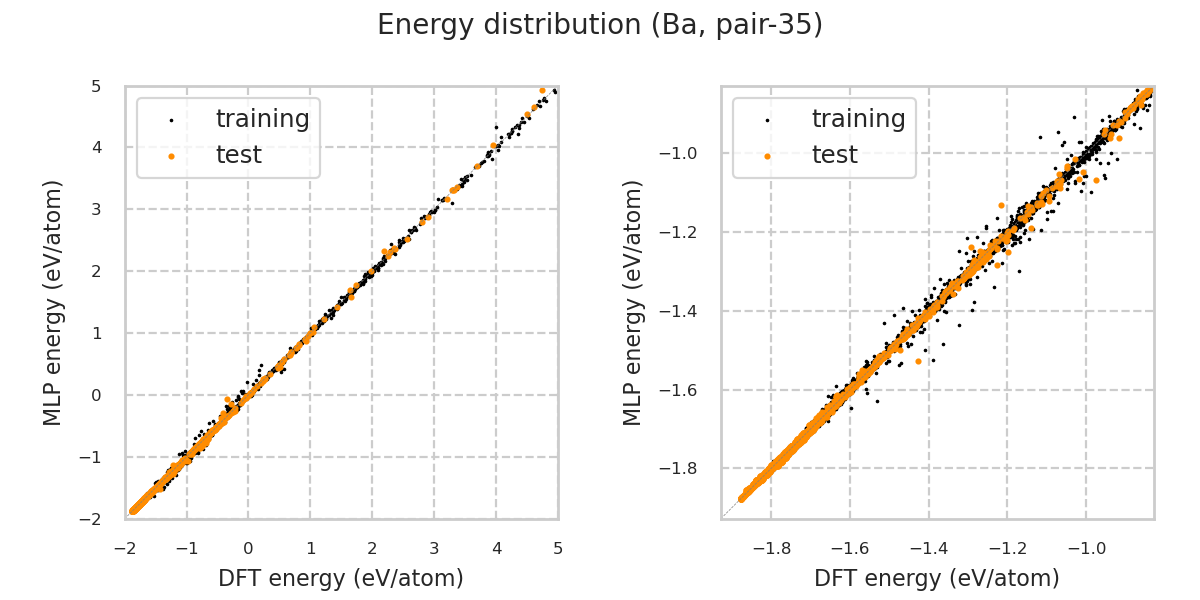 Energy distribution (Ba, pair-35)
MLP energy (eV/atom)
5
4
3
2
1
0
−1
−2
training
test
−2
−1
0
1
2
3
4
5
DFT energy (eV/atom)
MLP energy (eV/atom)
−1.0
−1.2
−1.4
−1.6
−1.8
training
test
−1.8
−1.6
−1.4
−1.2
−1.0
DFT energy (eV/atom)